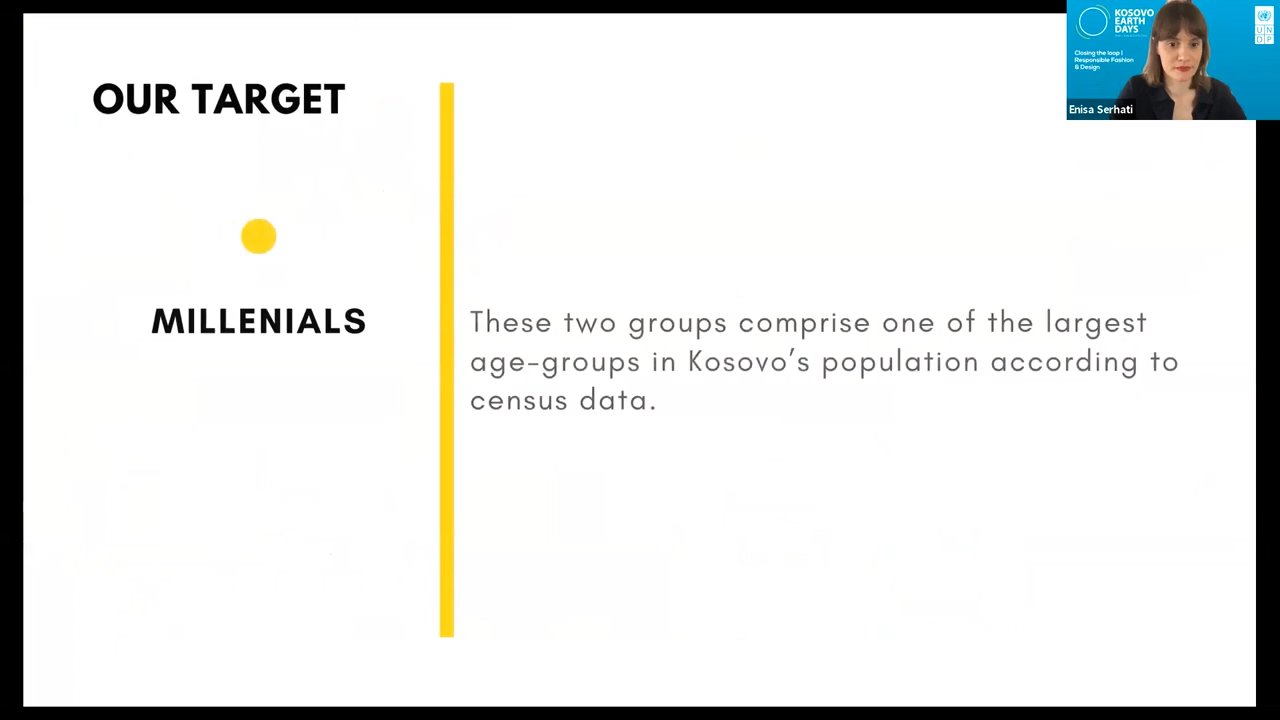 OUR TARGET
MILLENIALS
These two groups comprise one of the largest
age-groups in Kosovo's population according to
census data.
KOSOVO
EARTH
DAYS
Closing the loop |
Responsible Fashion
& Design
U N
D P
Enisa Serhati